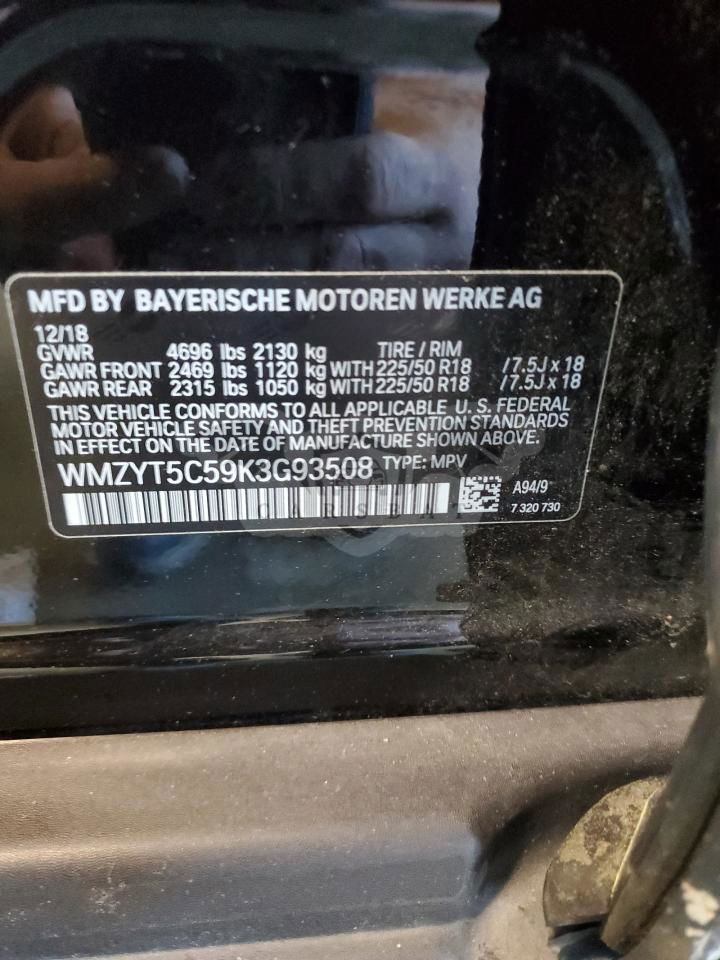 MFD BY BAYERISCHE MOTOREN WERKE AG
12/18
GVWR 4696 lbs 2130 kg TIRE / RIM
GAWR FRONT 2469 lbs 1120 kg WITH 225/50 R18 / 7.5J x 18
GAWR REAR 2315 lbs 1050 kg WITH 225/50 R18 / 7.5J x 18
THIS VEHICLE CONFORMS TO ALL APPLICABLE U. S. FEDERAL
MOTOR VEHICLE SAFETY AND THEFT PREVENTION STANDARDS
IN EFFECT ON THE DATE OF MANUFACTURE SHOWN ABOVE.
WMZYT5C59K3G93508 TYPE: MPV
A94/9
7 320 730